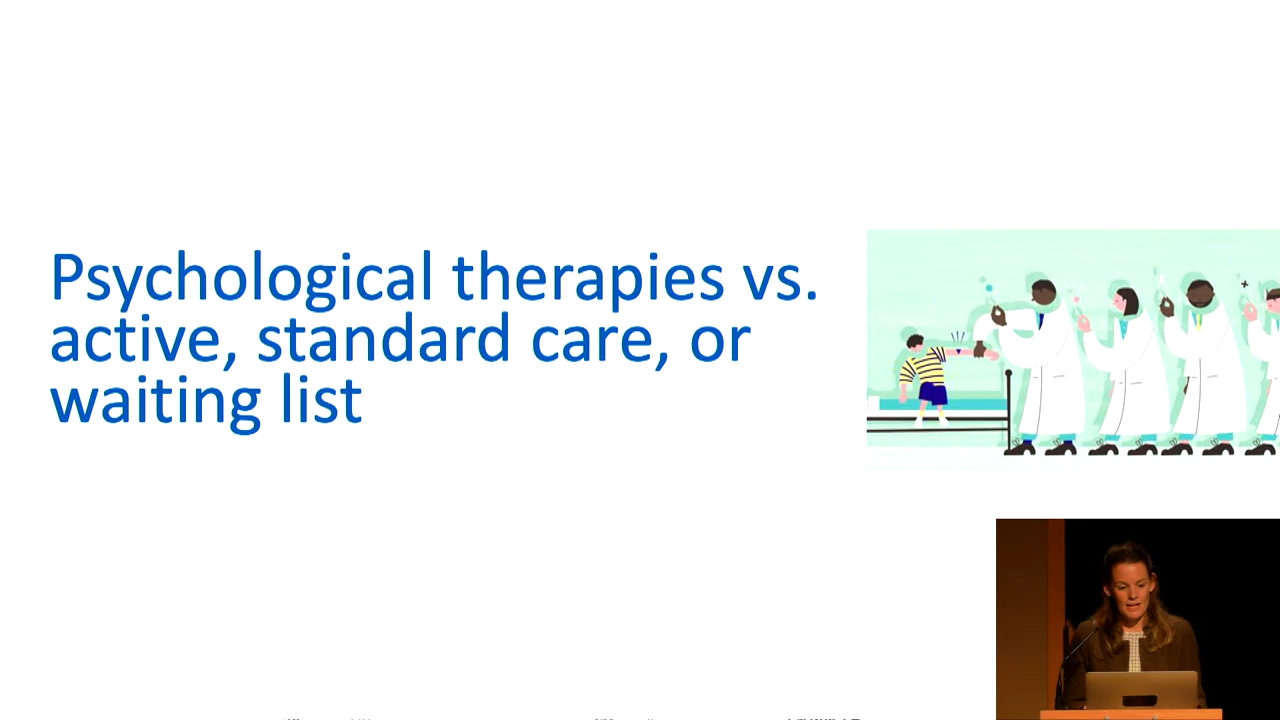 Psychological therapies vs.
active, standard care, or
waiting list